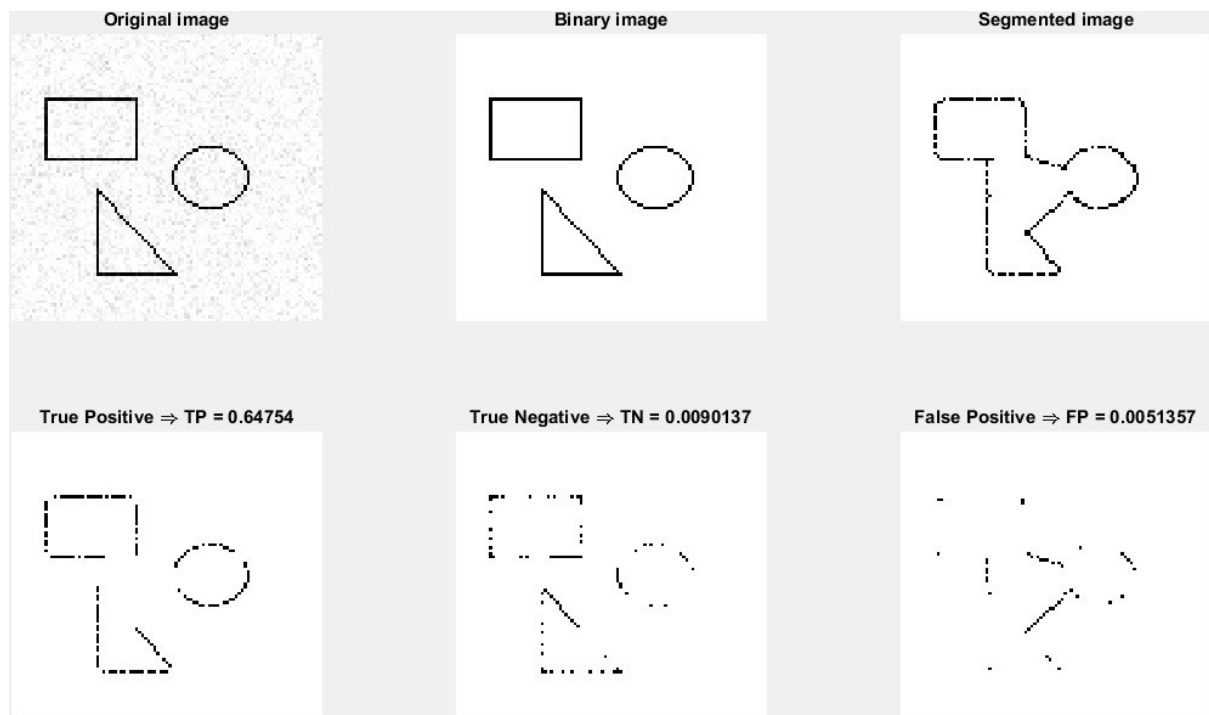 Original image
Binary image
Segmented image
True Positive ⇒ TP = 0.64754
True Negative ⇒ TN = 0.0090137
False Positive ⇒ FP = 0.0051357